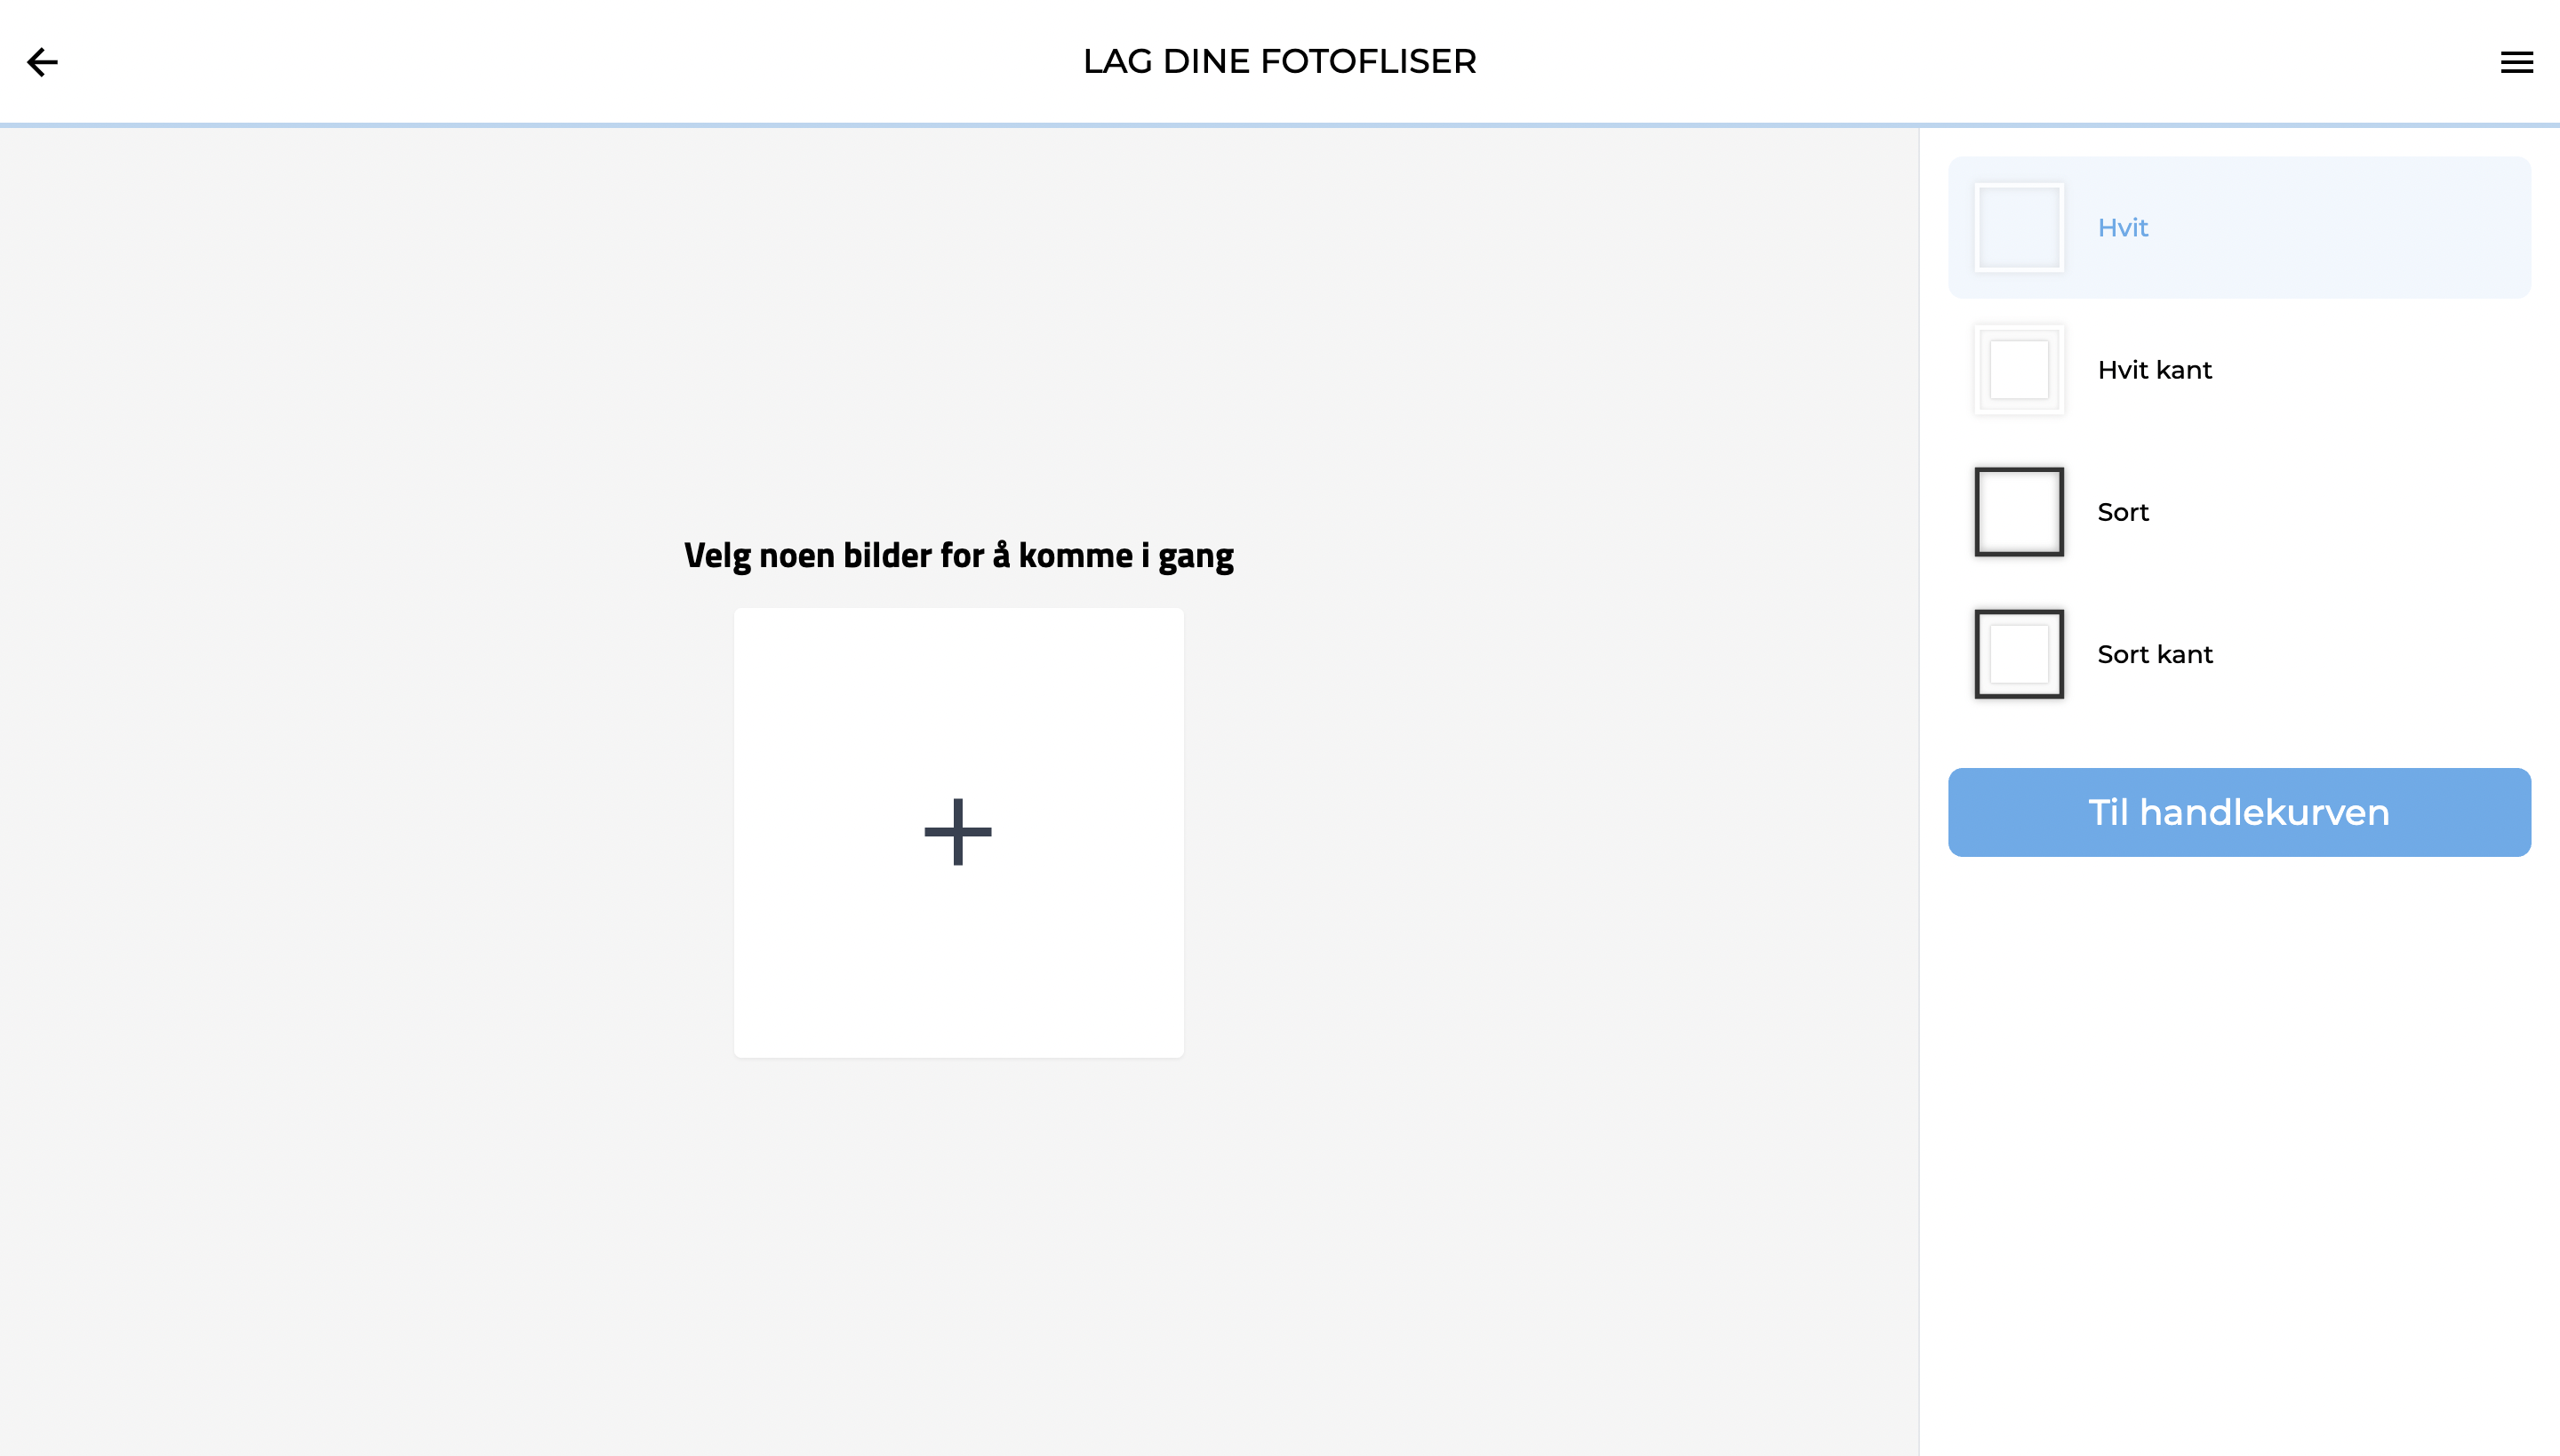 LAG DINE FOTOFLISER
Velg noen bilder for å komme i gang
Hvit
Hvit kant
Sort
Sort kant
Til handlekurven